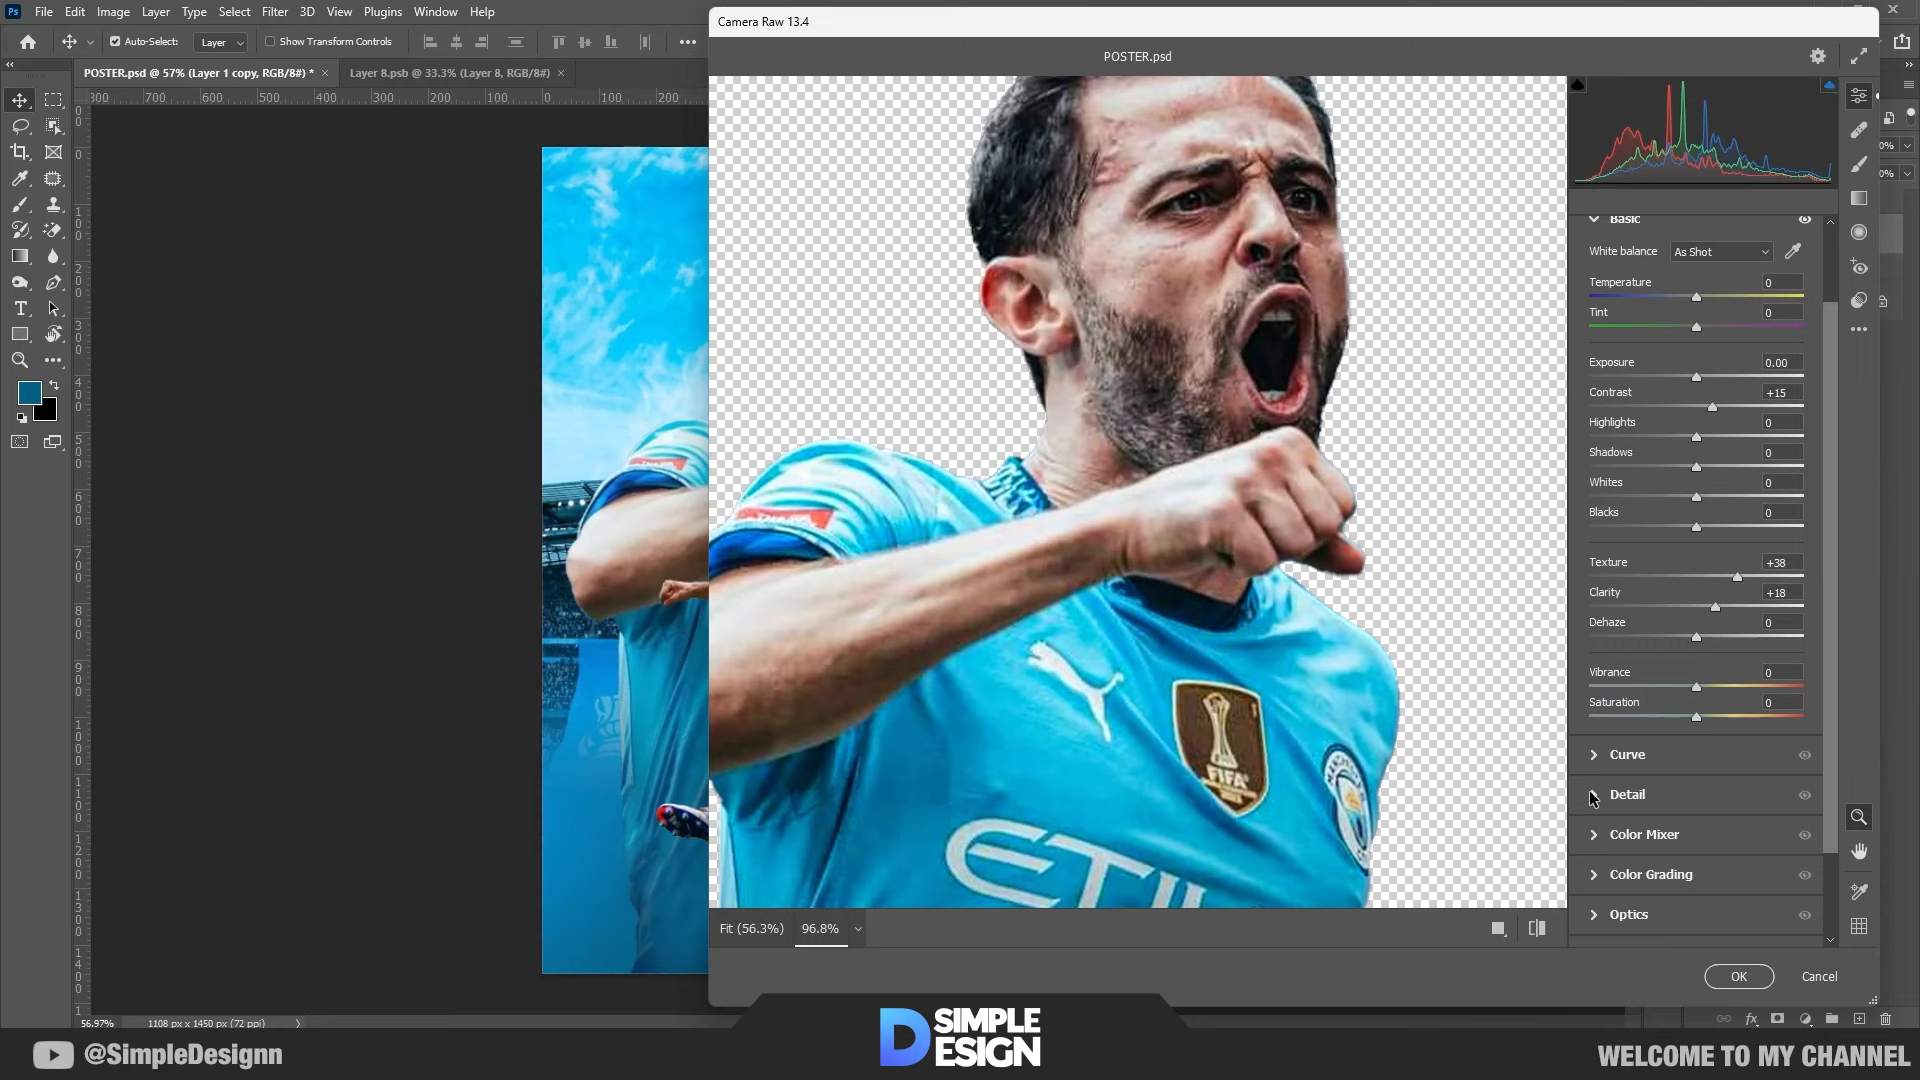 Ps File Edit Image Layer Type Select Filter 3D View Plugins Window Help
Auto-Select: Layer Show Transform Controls
POSTER.psd @ 57% (Layer 1 copy, RGB/8#) * × Layer 8.psb @ 33.3% (Layer 8, RGB/8#) ×
Camera Raw 13.4
POSTER.psd
Basic
White balance As Shot
Temperature 0
Tint 0
Exposure 0.00
Contrast +15
Highlights 0
Shadows 0
Whites 0
Blacks 0
Texture +38
Clarity +18
Dehaze 0
Vibrance 0
Saturation 0
Curve
Detail
Color Mixer
Color Grading
Optics
FIFA
ETI
Fit (56.3%) 96.8%
OK Cancel
56.97% 1108 px x 1450 px (72 ppi)
@SimpleDesignn
D SIMPLE
ESIGN
WELCOME TO MY CHANNEL